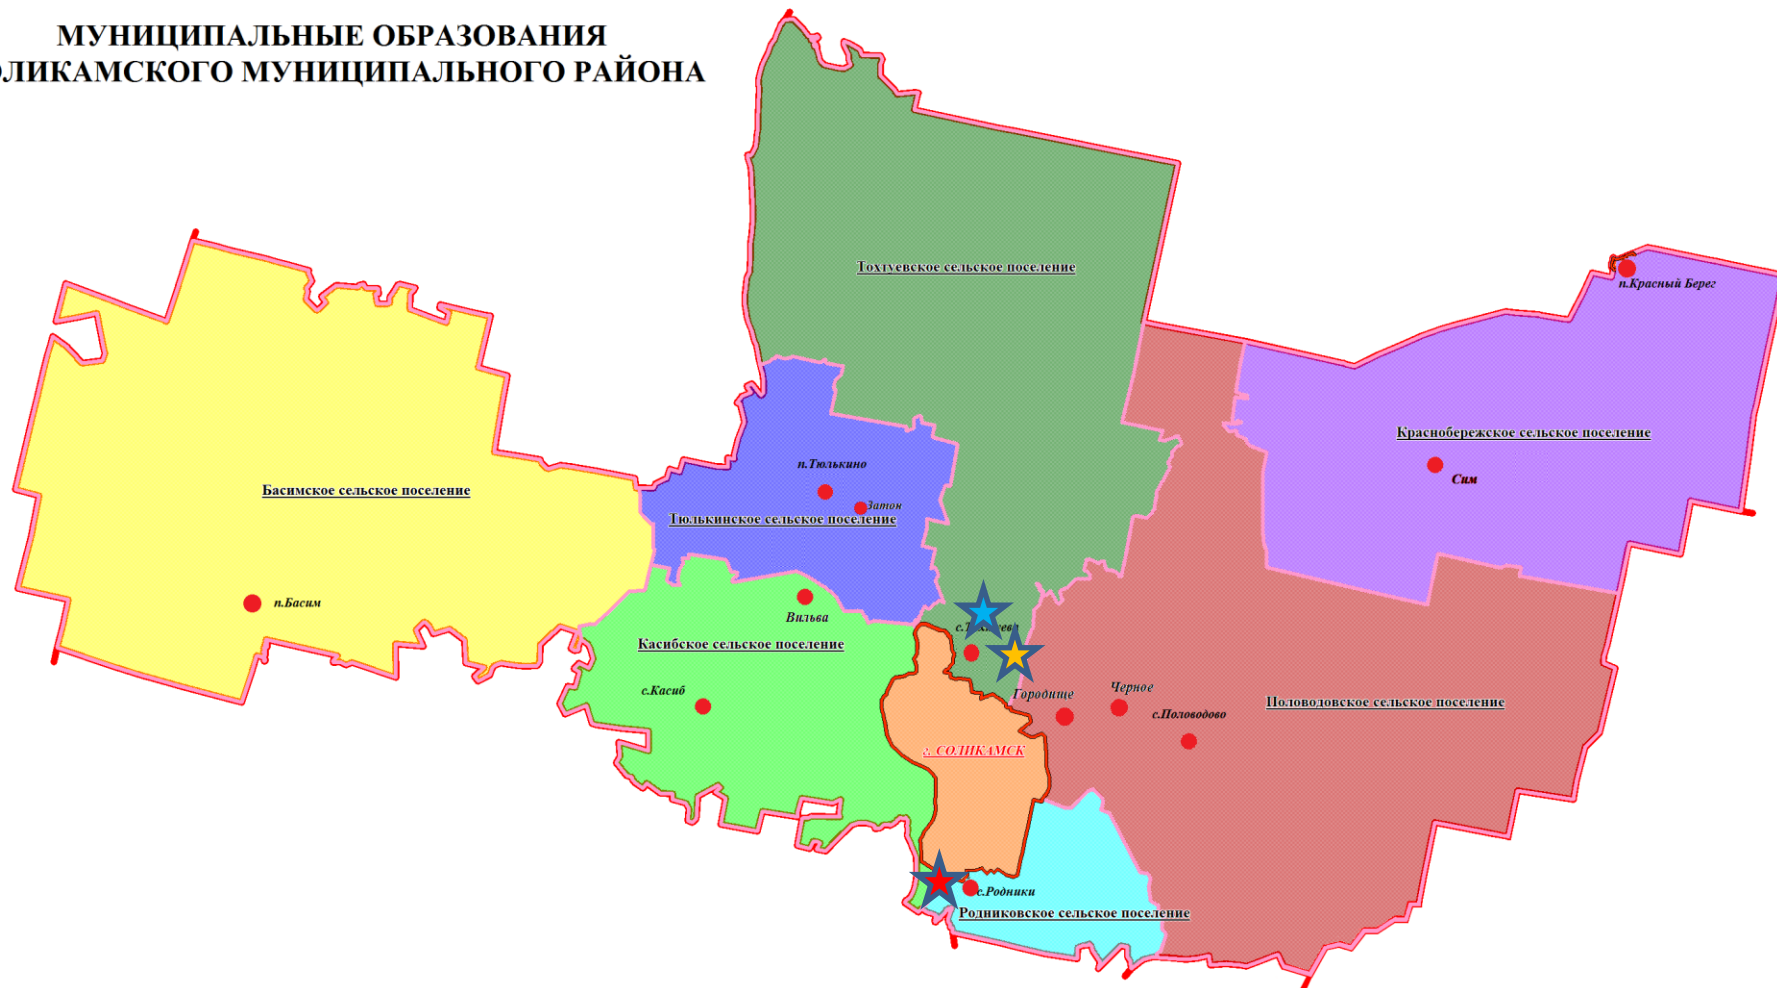 МУНИЦИПАЛЬНЫЕ ОБРАЗОВАНИЯ
ОЛИКАМСКОГО МУНИЦИПАЛЬНОГО РАЙОНА
Тохтуевское сельское поселение
п.Красный Берег
Краснобережское сельское поселение
Сим
п.Тюлькино
Затон
Басимское сельское поселение
Тюлькинское сельское поселение
п.Басим
Вильва
Касибское сельское поселение
с.Касиб
Городище
Черное
с.Половодово
Половодовское сельское поселение
г. СОЛИКАМСК
с.Родники
Родниковское сельское поселение